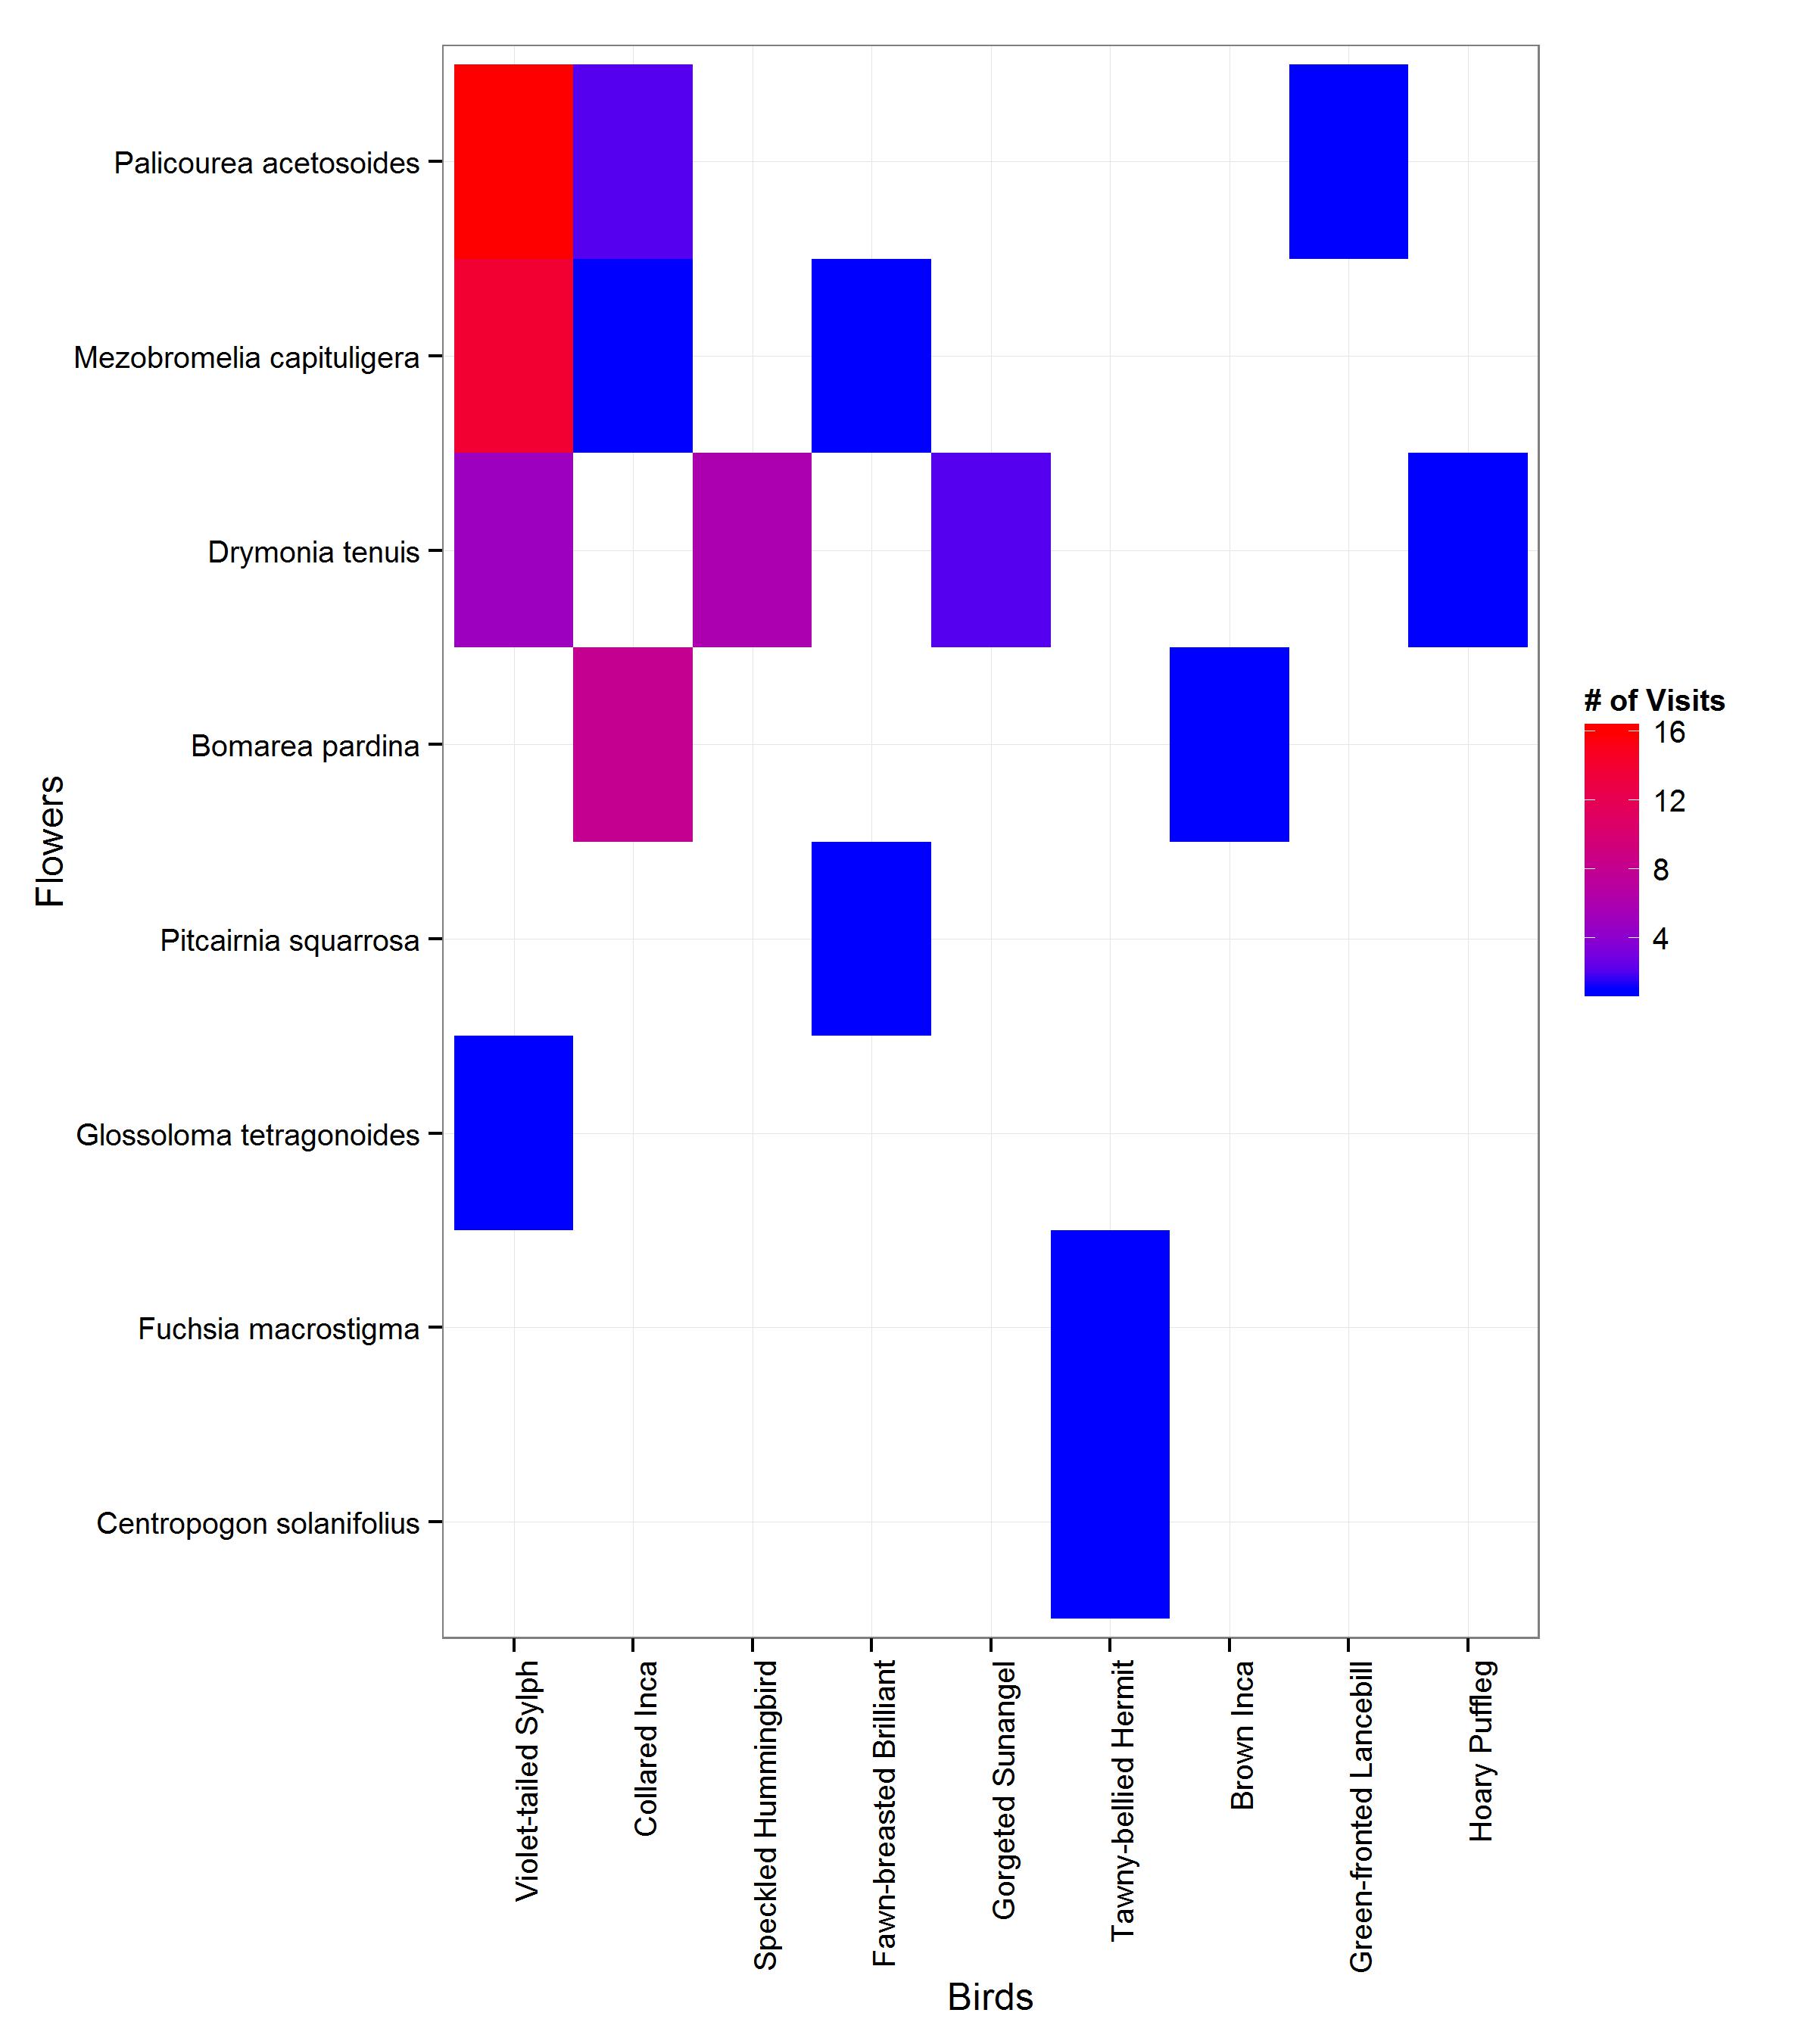 Palicourea acetosoides
Mezobromelia capituligera
Drymonia tenuis
Bomarea pardina
Pitcairnia squarrosa
Glossoloma tetragonoides
Fuchsia macrostigma
Centropogon solanifolius
Flowers
# of Visits
16
12
8
4
Violet-tailed Sylph
Collared Inca
Speckled Hummingbird
Fawn-breasted Brilliant
Gorgeted Sunangel
Tawny-bellied Hermit
Brown Inca
Green-fronted Lancebill
Hoary Puffleg
Birds